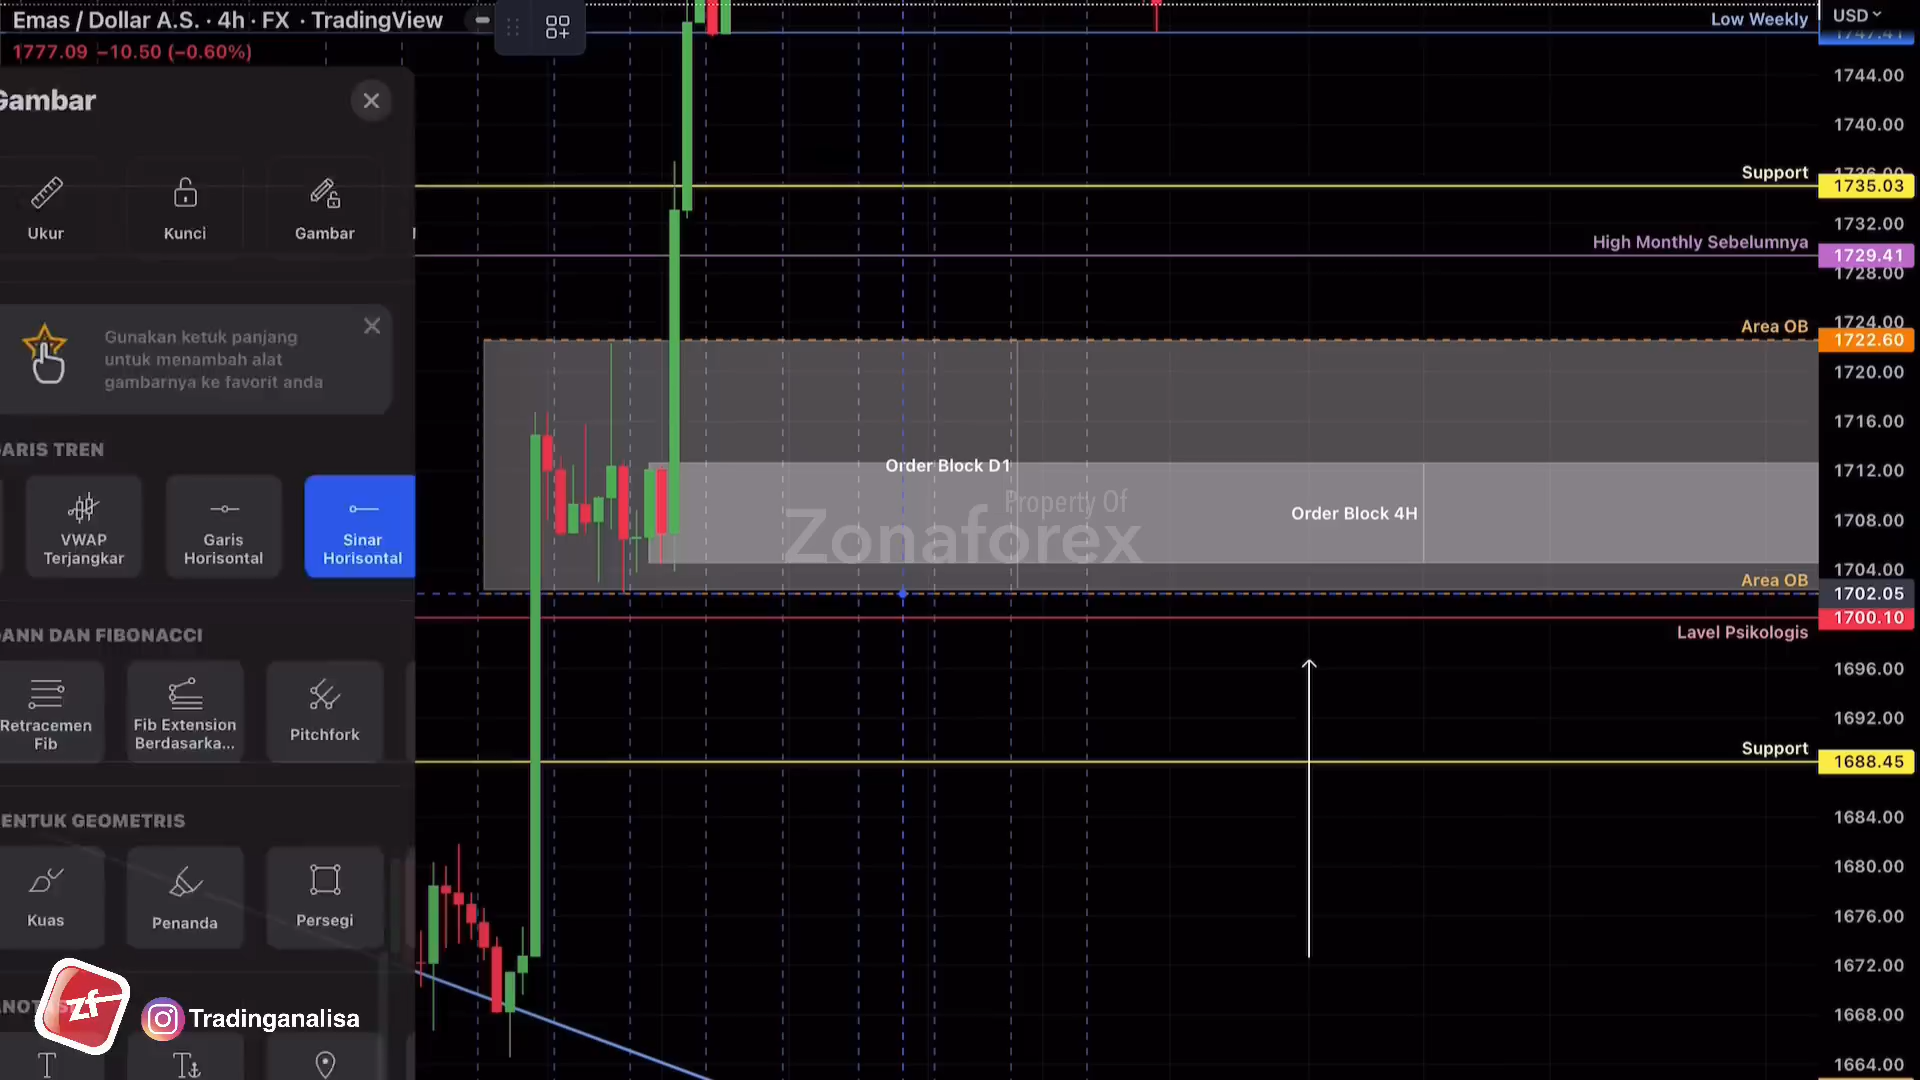 Emas / Dollar A.S. · 4h · FX · TradingView
1777.09 −10.50 (−0.60%)
Gambar
Ukur
Kunci
Gambar
Gunakan ketuk panjang
untuk menambah alat
gambarnya ke favorit anda
ARIS TREN
VWAP
Terjangkar
Garis
Horisontal
Sinar
Horisontal
ANN DAN FIBONACCI
Retracemen
Fib
Fib Extension
Berdasarka...
Pitchfork
ENTUK GEOMETRIS
Kuas
Penanda
Persegi
zf
Tradinganalisa
Low Weekly
Support
High Monthly Sebelumnya
Area OB
Order Block D1
Property Of
Zonaforex
Order Block 4H
Area OB
Lavel Psikologis
Support
USD
1747.41
1744.00
1740.00
1736.00
1735.03
1732.00
1729.41
1728.00
1724.00
1722.60
1720.00
1716.00
1712.00
1708.00
1704.00
1702.05
1700.10
1696.00
1692.00
1688.45
1684.00
1680.00
1676.00
1672.00
1668.00
1664.00